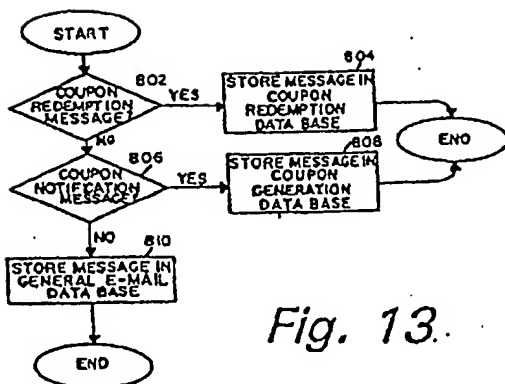 START
802
COUPON
REDEMPTION
MESSAGE?
YES
804
STORE MESSAGE IN
COUPON
REDEMPTION
DATA BASE
END
NO
806
COUPON
NOTIFICATION
MESSAGE?
YES
808
STORE MESSAGE IN
COUPON
GENERATION
DATA BASE
NO
810
STORE MESSAGE IN
GENERAL E-MAIL
DATA BASE
END
Fig. 13.